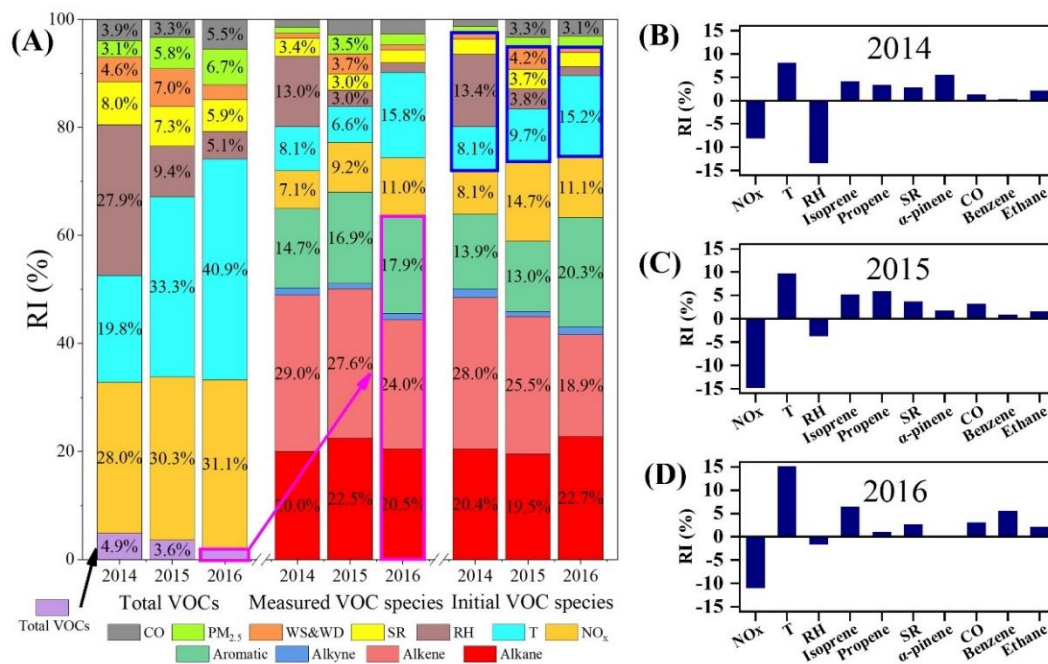 (A)
RI (%)
100
80
60
40
20
0
3.9% 3.3% 5.5%
3.1% 5.8% 6.7%
4.6% 7.0%
8.0% 7.3% 5.9%
27.9% 9.4% 5.1%
19.8% 33.3% 40.9%
28.0% 30.3% 31.1%
4.9% 3.6%
3.4% 3.5%
3.7%
3.0%
13.0% 3.0%
8.1% 6.6% 15.8%
7.1% 9.2% 11.0%
14.7% 16.9% 17.9%
29.0% 27.6% 24.0%
20.0% 22.5% 20.5%
3.3% 3.1%
4.2%
3.7%
13.4% 3.8%
8.1% 9.7% 15.2%
8.1% 14.7% 11.1%
13.9% 13.0% 20.3%
28.0% 25.5% 18.9%
20.4% 19.5% 22.7%
2014 2015 2016 2014 2015 2016 2014 2015 2016
Total VOCs Measured VOC species Initial VOC species
Total VOCs
CO PM2.5 WS&WD SR RH T NOx
Aromatic Alkyne Alkene Alkane
(B)
2014
RI (%)
15
10
5
0
-5
-10
-15
NOx T RH Isoprene Propene SR α-pinene CO Benzene Ethane
(C)
2015
RI (%)
15
10
5
0
-5
-10
-15
NOx T RH Isoprene Propene SR α-pinene CO Benzene Ethane
(D)
2016
RI (%)
15
10
5
0
-5
-10
-15
NOx T RH Isoprene Propene SR α-pinene CO Benzene Ethane